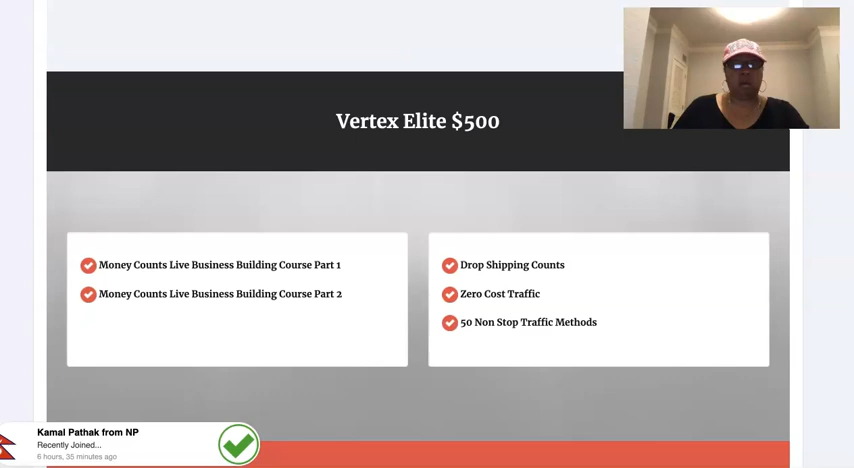 Vertex Elite $500
Money Counts Live Business Building Course Part 1
Money Counts Live Business Building Course Part 2
Drop Shipping Counts
Zero Cost Traffic
50 Non Stop Traffic Methods
Kamal Pathak from NP
Recently Joined...
6 hours, 35 minutes ago